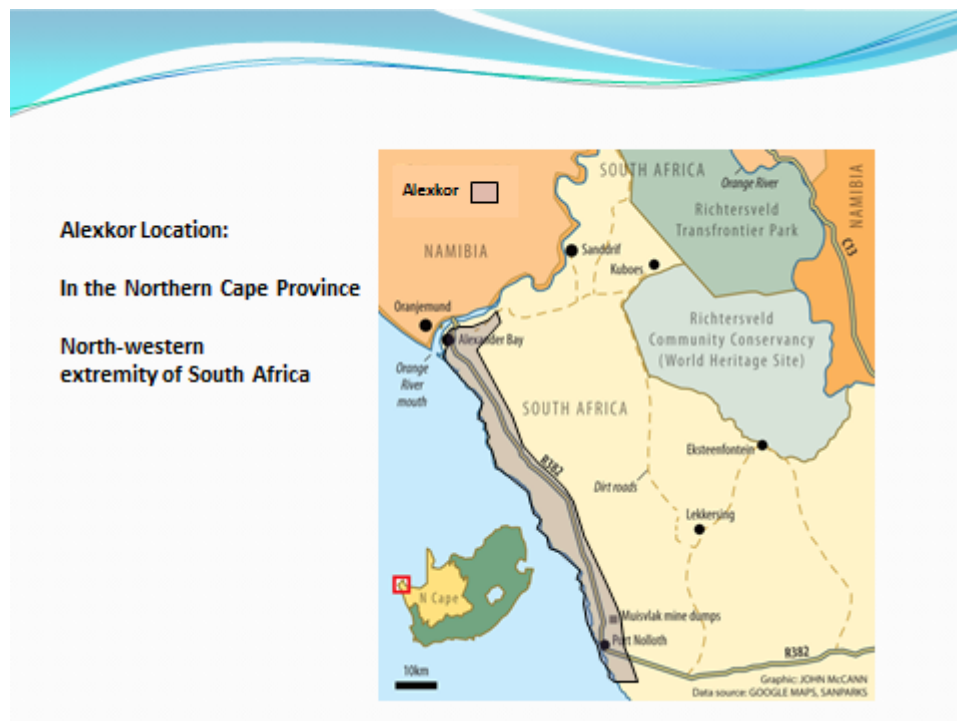 Alexkor Location:
In the Northern Cape Province
North-western
extremity of South Africa
Alexkor
SOUTH AFRICA
Orange River
NAMIBIA
Richtersveld
Transfrontier Park
C13
NAMIBIA
Sanddrif
Kuboes
Oranjemund
Alexander Bay
Orange
River
mouth
Richtersveld
Community Conservancy
(World Heritage Site)
SOUTH AFRICA
R382
Eksteenfontein
Dirt roads
Lekkersing
N Cape
Muisvlak mine dumps
Port Nolloth
R382
10km
Graphic: JOHN McCANN
Data source: GOOGLE MAPS, SANPARKS